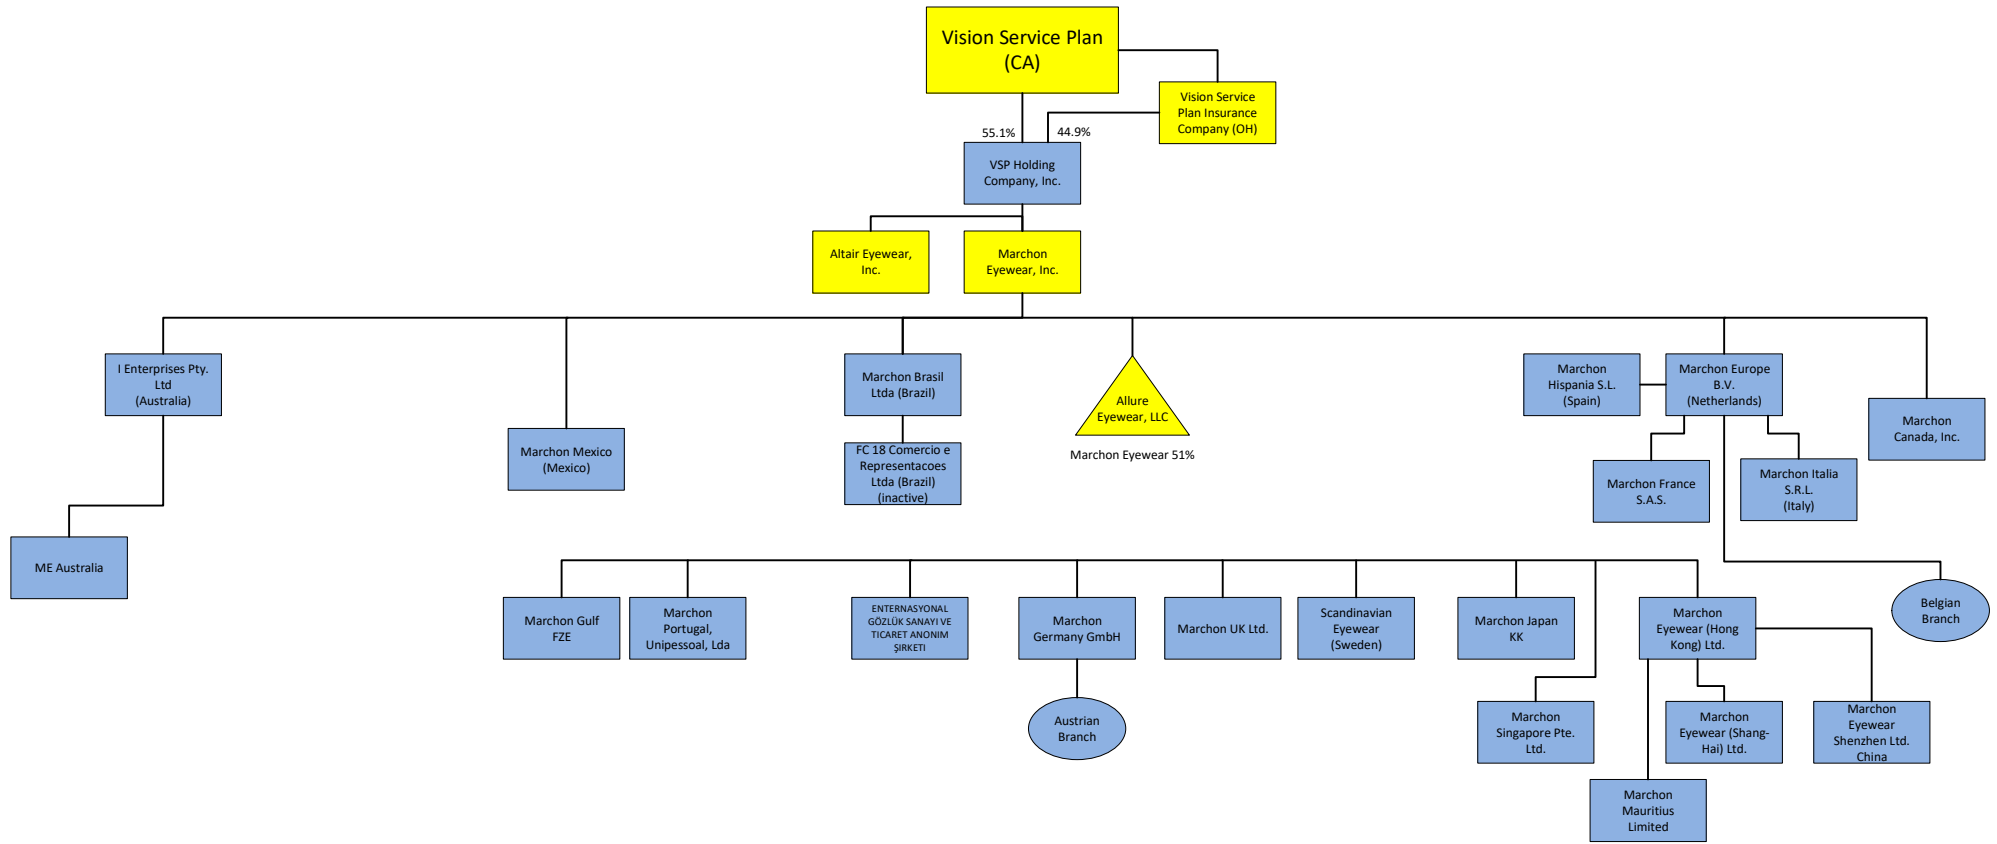 Vision Service Plan
(CA)
Vision Service
Plan Insurance
Company (OH)
55.1%
44.9%
VSP Holding
Company, Inc.
Altair Eyewear,
Inc.
Marchon
Eyewear, Inc.
I Enterprises Pty.
Ltd
(Australia)
Marchon Mexico
(Mexico)
Marchon Brasil
Ltda (Brazil)
FC 18 Comercio e
Representacoes
Ltda (Brazil)
(inactive)
Allure
Eyewear, LLC
Marchon Eyewear 51%
Marchon
Hispania S.L.
(Spain)
Marchon Europe
B.V.
(Netherlands)
Marchon
Canada, Inc.
Marchon France
S.A.S.
Marchon Italia
S.R.L.
(Italy)
ME Australia
Marchon Gulf
FZE
Marchon
Portugal,
Unipessoal, Lda
ENTERNASYONAL
GÖZLÜK SANAYI VE
TICARET ANONIM
ŞIRKETI
Marchon
Germany GmbH
Marchon UK Ltd.
Scandinavian
Eyewear
(Sweden)
Marchon Japan
KK
Marchon
Eyewear (Hong
Kong) Ltd.
Belgian
Branch
Austrian
Branch
Marchon
Singapore Pte.
Ltd.
Marchon
Eyewear (Shang-
Hai) Ltd.
Marchon
Eyewear
Shenzhen Ltd.
China
Marchon
Mauritius
Limited